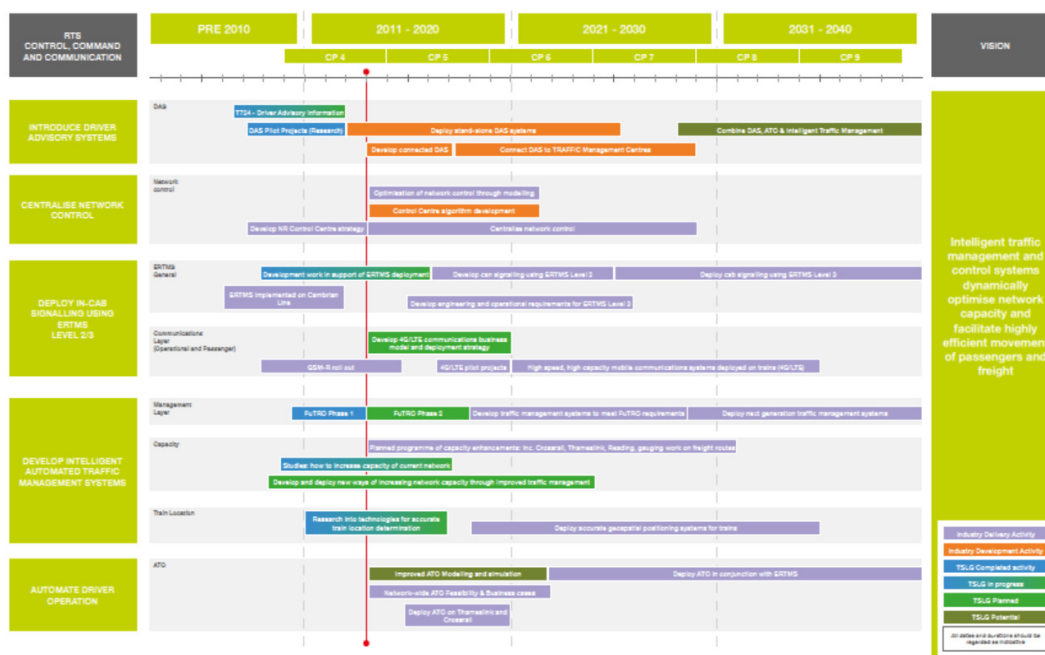 RTS
CONTROL, COMMAND
AND COMMUNICATION
PRE 2010
2011 - 2020
2021 - 2030
2031 - 2040
VISION
CP 4
CP 5
CP 6
CP 7
CP 8
CP 9
INTRODUCE DRIVER
ADVISORY SYSTEMS
DAS
T724 - Driver Advisory Information
DAS Pilot Projects (Research)
Deploy stand-alone DAS systems
Combine DAS, ATO & Intelligent Traffic Management
Develop connected DAS
Connect DAS to TRAFFIC Management Centres
CENTRALISE NETWORK
CONTROL
Network
control
Optimisation of network control through modelling
Control Centre algorithm development
Develop NR Control Centre strategy
Centralise network control
DEPLOY IN-CAB
SIGNALLING USING
ERTMS
LEVEL 2/3
ERTMS
General
Development work in support of ERTMS deployment
Develop cab signalling using ERTMS Level 2
Deploy cab signalling using ERTMS Level 3
ERTMS implemented on Cambrian
Line
Develop engineering and operational requirements for ERTMS Level 3
Communications
Layer
(Operational and Passenger)
Develop 4G/LTE communications business
model and deployment strategy
GSM-R roll out
4G/LTE pilot projects
High speed, high capacity mobile communications systems deployed on trains (4G/LTE)
DEVELOP INTELLIGENT
AUTOMATED TRAFFIC
MANAGEMENT SYSTEMS
Management
Layer
FuTRO Phase 1
FuTRO Phase 2
Develop traffic management systems to meet FuTRO requirements
Deploy next generation traffic management systems
Capacity
Planned programme of capacity enhancements: inc. Crossrail, Thameslink, Reading, gauging work on freight routes
Studies: how to increase capacity of current network
Develop and deploy new ways of increasing network capacity through improved traffic management
Train Location
Research into technologies for accurate
train location determination
Deploy accurate geospatial positioning systems for trains
AUTOMATE DRIVER
OPERATION
ATO
Improved ATO Modelling and simulation
Deploy ATO in conjunction with ERTMS
Network-wide ATO Feasibility & Business cases
Deploy ATO on Thameslink and
Crossrail
Intelligent traffic
management and
control systems
dynamically
optimise network
capacity and
facilitate highly
efficient movement
of passengers and
freight
Industry Delivery Activity
Industry Development Activity
TSLG Completed activity
TSLG in progress
TSLG Planned
TSLG Potential
All dates and durations should be
regarded as indicative